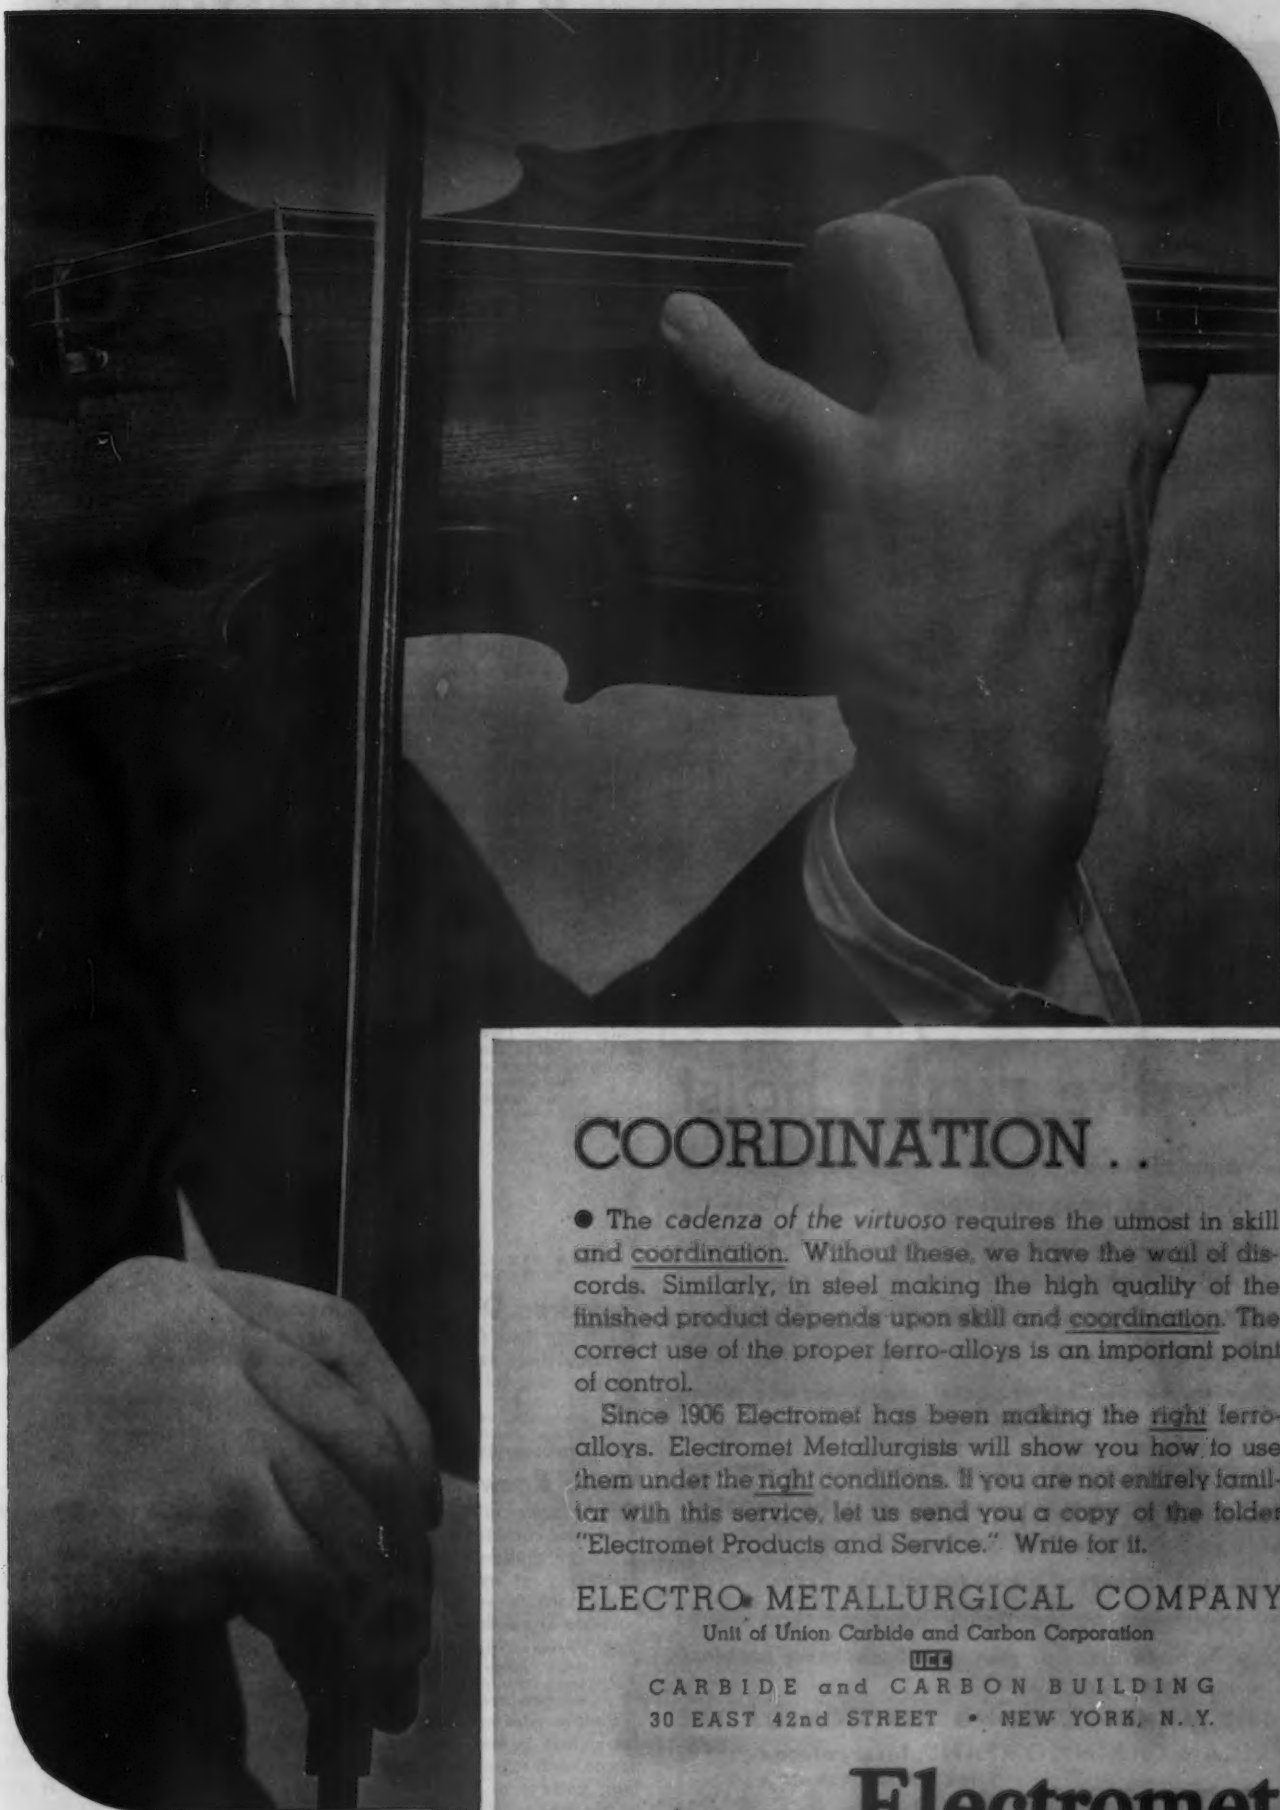 COORDINATION . .
● The cadenza of the virtuoso requires the utmost in skill
and coordination. Without these, we have the wail of dis-
cords. Similarly, in steel making the high quality of the
finished product depends upon skill and coordination. The
correct use of the proper ferro-alloys is an important point
of control.
Since 1906 Electromet has been making the right ferro-
alloys. Electromet Metallurgists will show you how to use
them under the right conditions. If you are not entirely famil-
iar with this service, let us send you a copy of the folder
"Electromet Products and Service." Write for it.
ELECTRO METALLURGICAL COMPANY
Unit of Union Carbide and Carbon Corporation
UCC
CARBIDE and CARBON BUILDING
30 EAST 42nd STREET • NEW YORK, N. Y.
Electromet